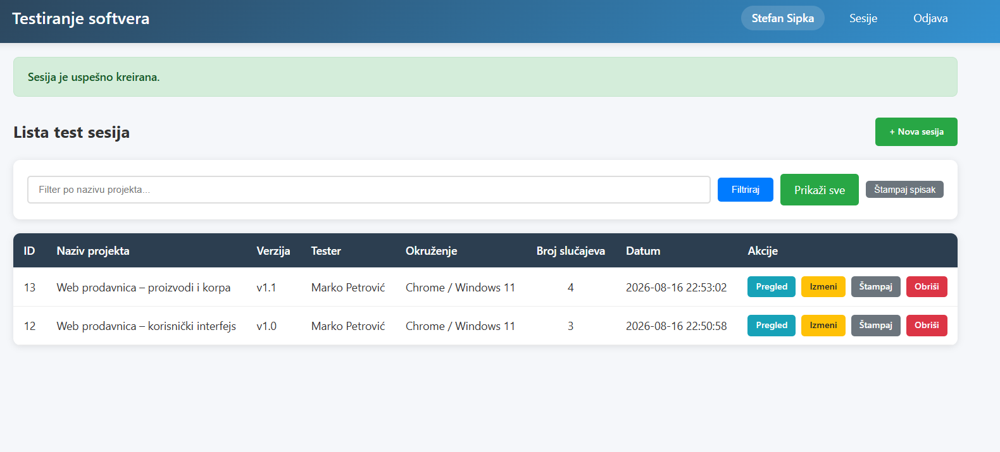 Testiranje softvera
Stefan Sipka Sesije Odjava
Sesija je uspešno kreirana.
Lista test sesija
+ Nova sesija
Filter po nazivu projekta... Filtriraj Prikaži sve Štampaj spisak
ID Naziv projekta Verzija Tester Okruženje Broj slučajeva Datum Akcije
13 Web prodavnica – proizvodi i korpa v1.1 Marko Petrović Chrome / Windows 11 4 2026-08-16 22:53:02 Pregled Izmeni Štampaj Obriši
12 Web prodavnica – korisnički interfejs v1.0 Marko Petrović Chrome / Windows 11 3 2026-08-16 22:50:58 Pregled Izmeni Štampaj Obriši